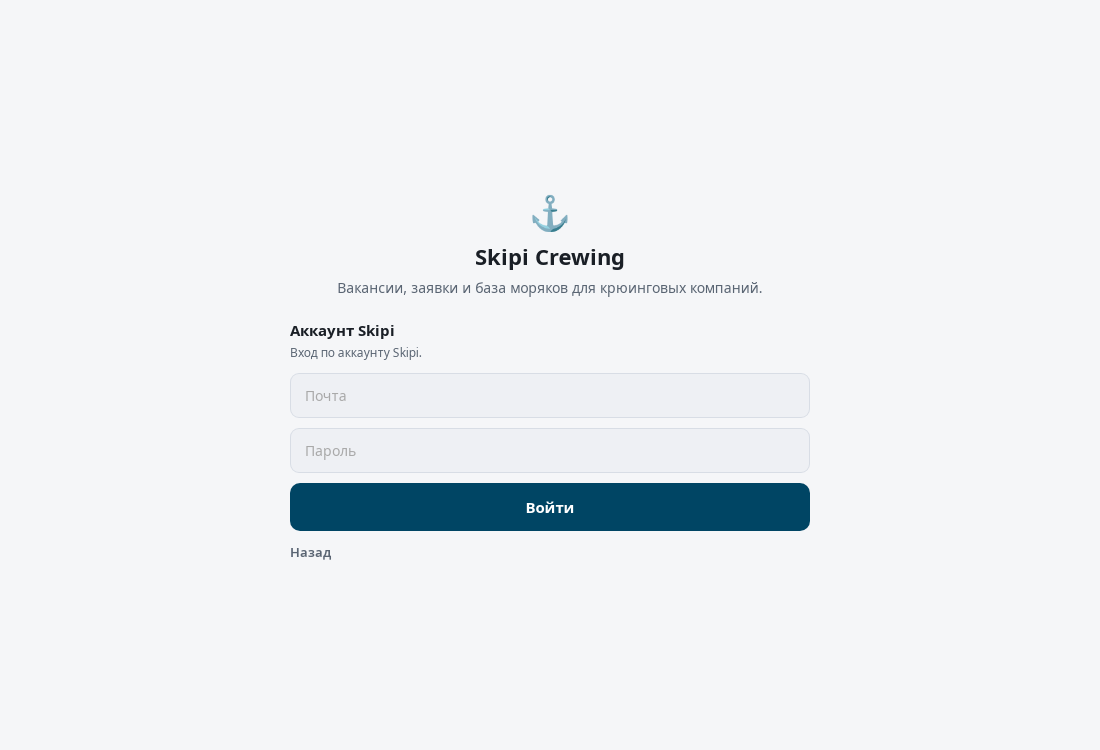 Skipi Crewing
Вакансии, заявки и база моряков для крюинговых компаний.
Аккаунт Skipi
Вход по аккаунту Skipi.
Почта
Пароль
Войти
Назад